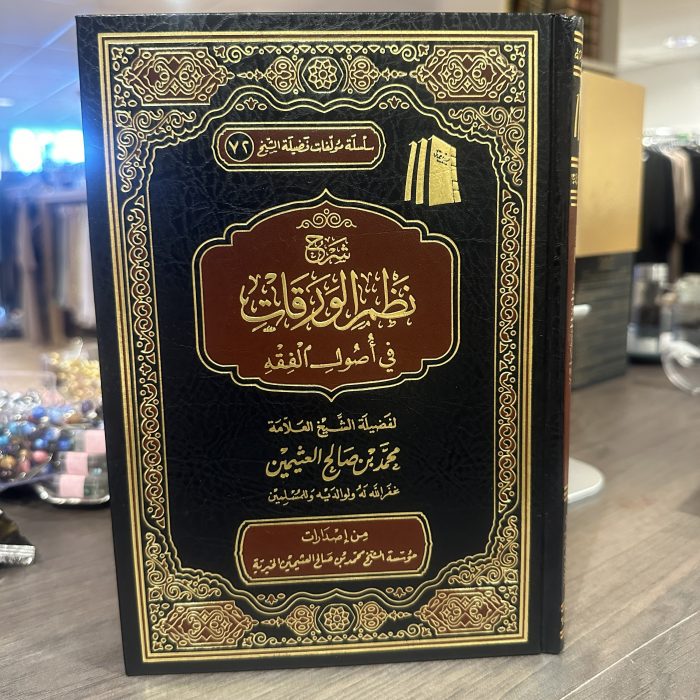 سلسلة مؤلفات فضيلة الشيخ ٧٢
شرح
نظم الورقات
في أصول الفقه
لفضيلة الشيخ العلامة
محمد بن صالح العثيمين
غفر الله له ولوالديه وللمسلمين
من إصدارات
مؤسسة الشيخ محمد بن صالح العثيمين الخيرية